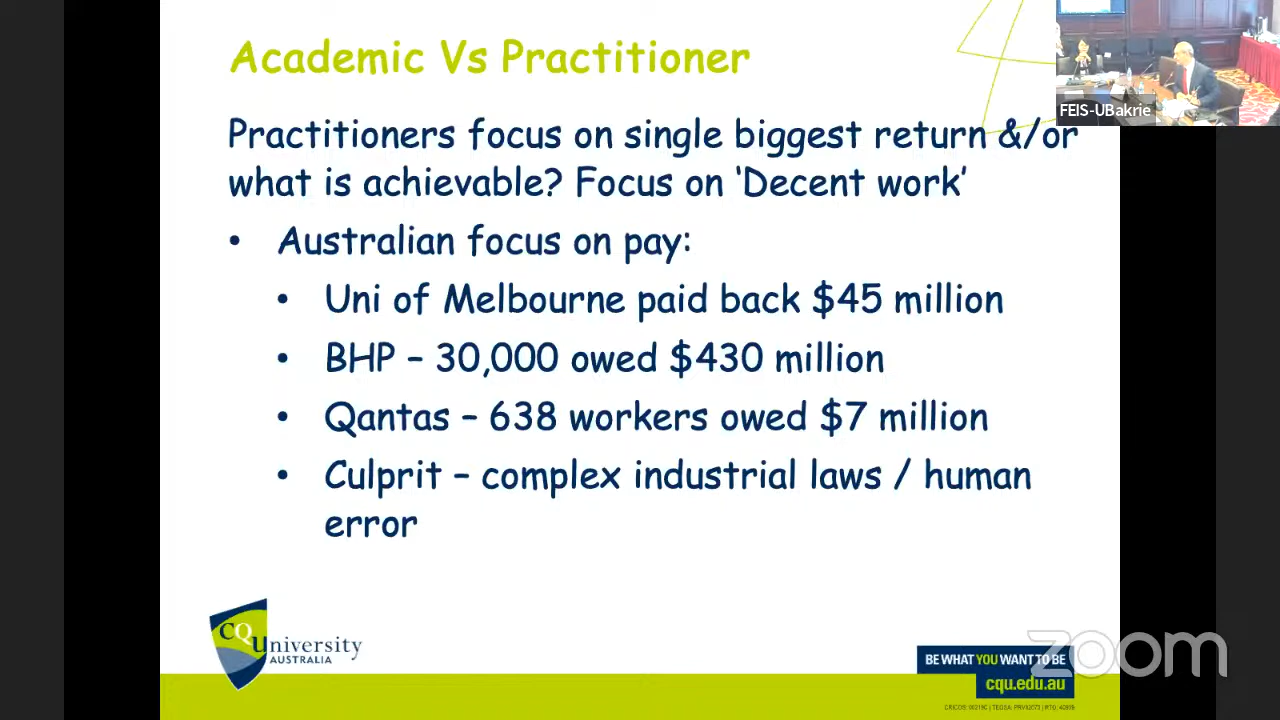 Academic Vs Practitioner
FEIS-UBakrie
Practitioners focus on single biggest return &/or
what is achievable? Focus on ‘Decent work’
• Australian focus on pay:
• Uni of Melbourne paid back $45 million
• BHP – 30,000 owed $430 million
• Qantas – 638 workers owed $7 million
• Culprit – complex industrial laws / human
error
CQUniversity
AUSTRALIA
BE WHAT YOU WANT TO BE
cqu.edu.au
zoom